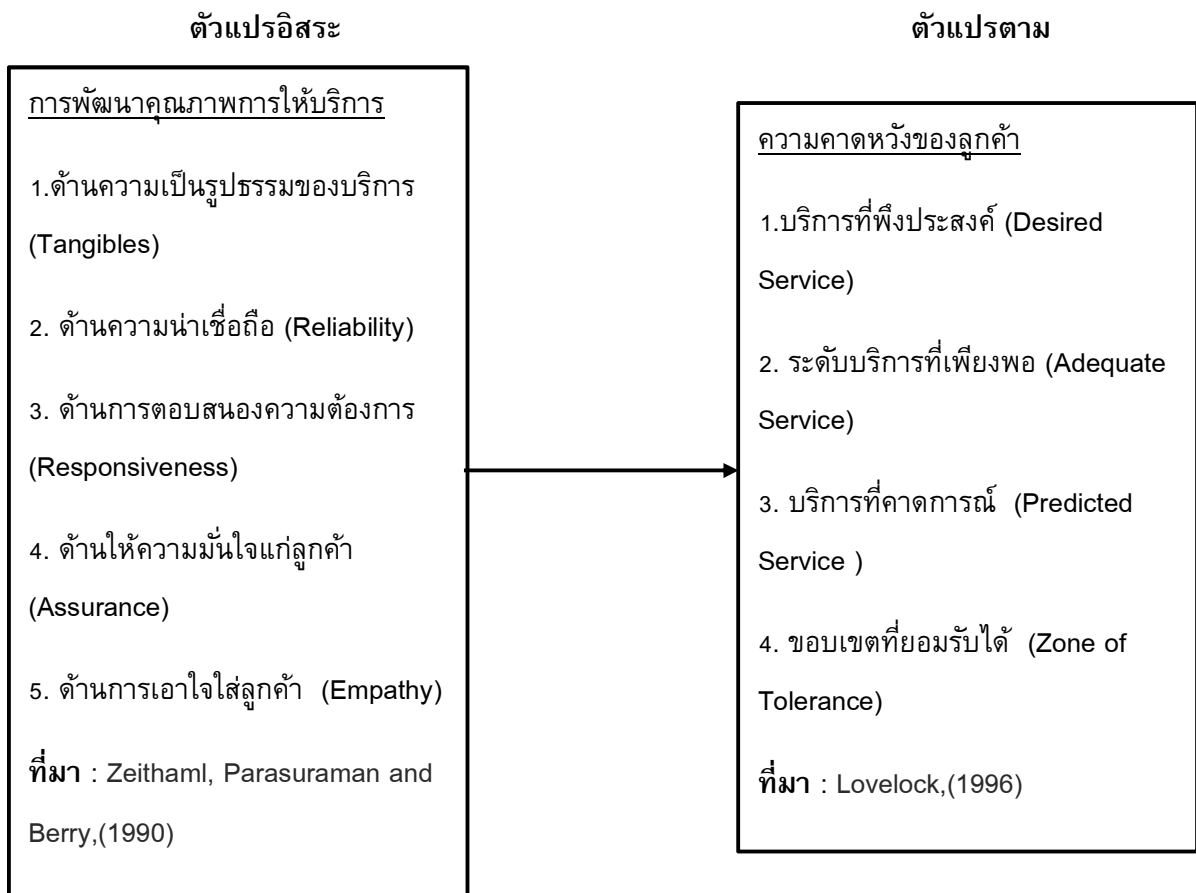 ตัวแปรอิสระ
การพัฒนาคุณภาพการให้บริการ
1.ด้านความเป็นรูปธรรมของบริการ
(Tangibles)
2. ด้านความน่าเชื่อถือ (Reliability)
3. ด้านการตอบสนองความต้องการ
(Responsiveness)
4. ด้านให้ความมั่นใจแก่ลูกค้า
(Assurance)
5. ด้านการเอาใจใส่ลูกค้า (Empathy)
ที่มา : Zeithaml, Parasuraman and
Berry,(1990)
ตัวแปรตาม
ความคาดหวังของลูกค้า
1.บริการที่พึงประสงค์ (Desired
Service)
2. ระดับบริการที่เพียงพอ (Adequate
Service)
3. บริการที่คาดการณ์ (Predicted
Service )
4. ขอบเขตที่ยอมรับได้ (Zone of
Tolerance)
ที่มา : Lovelock,(1996)